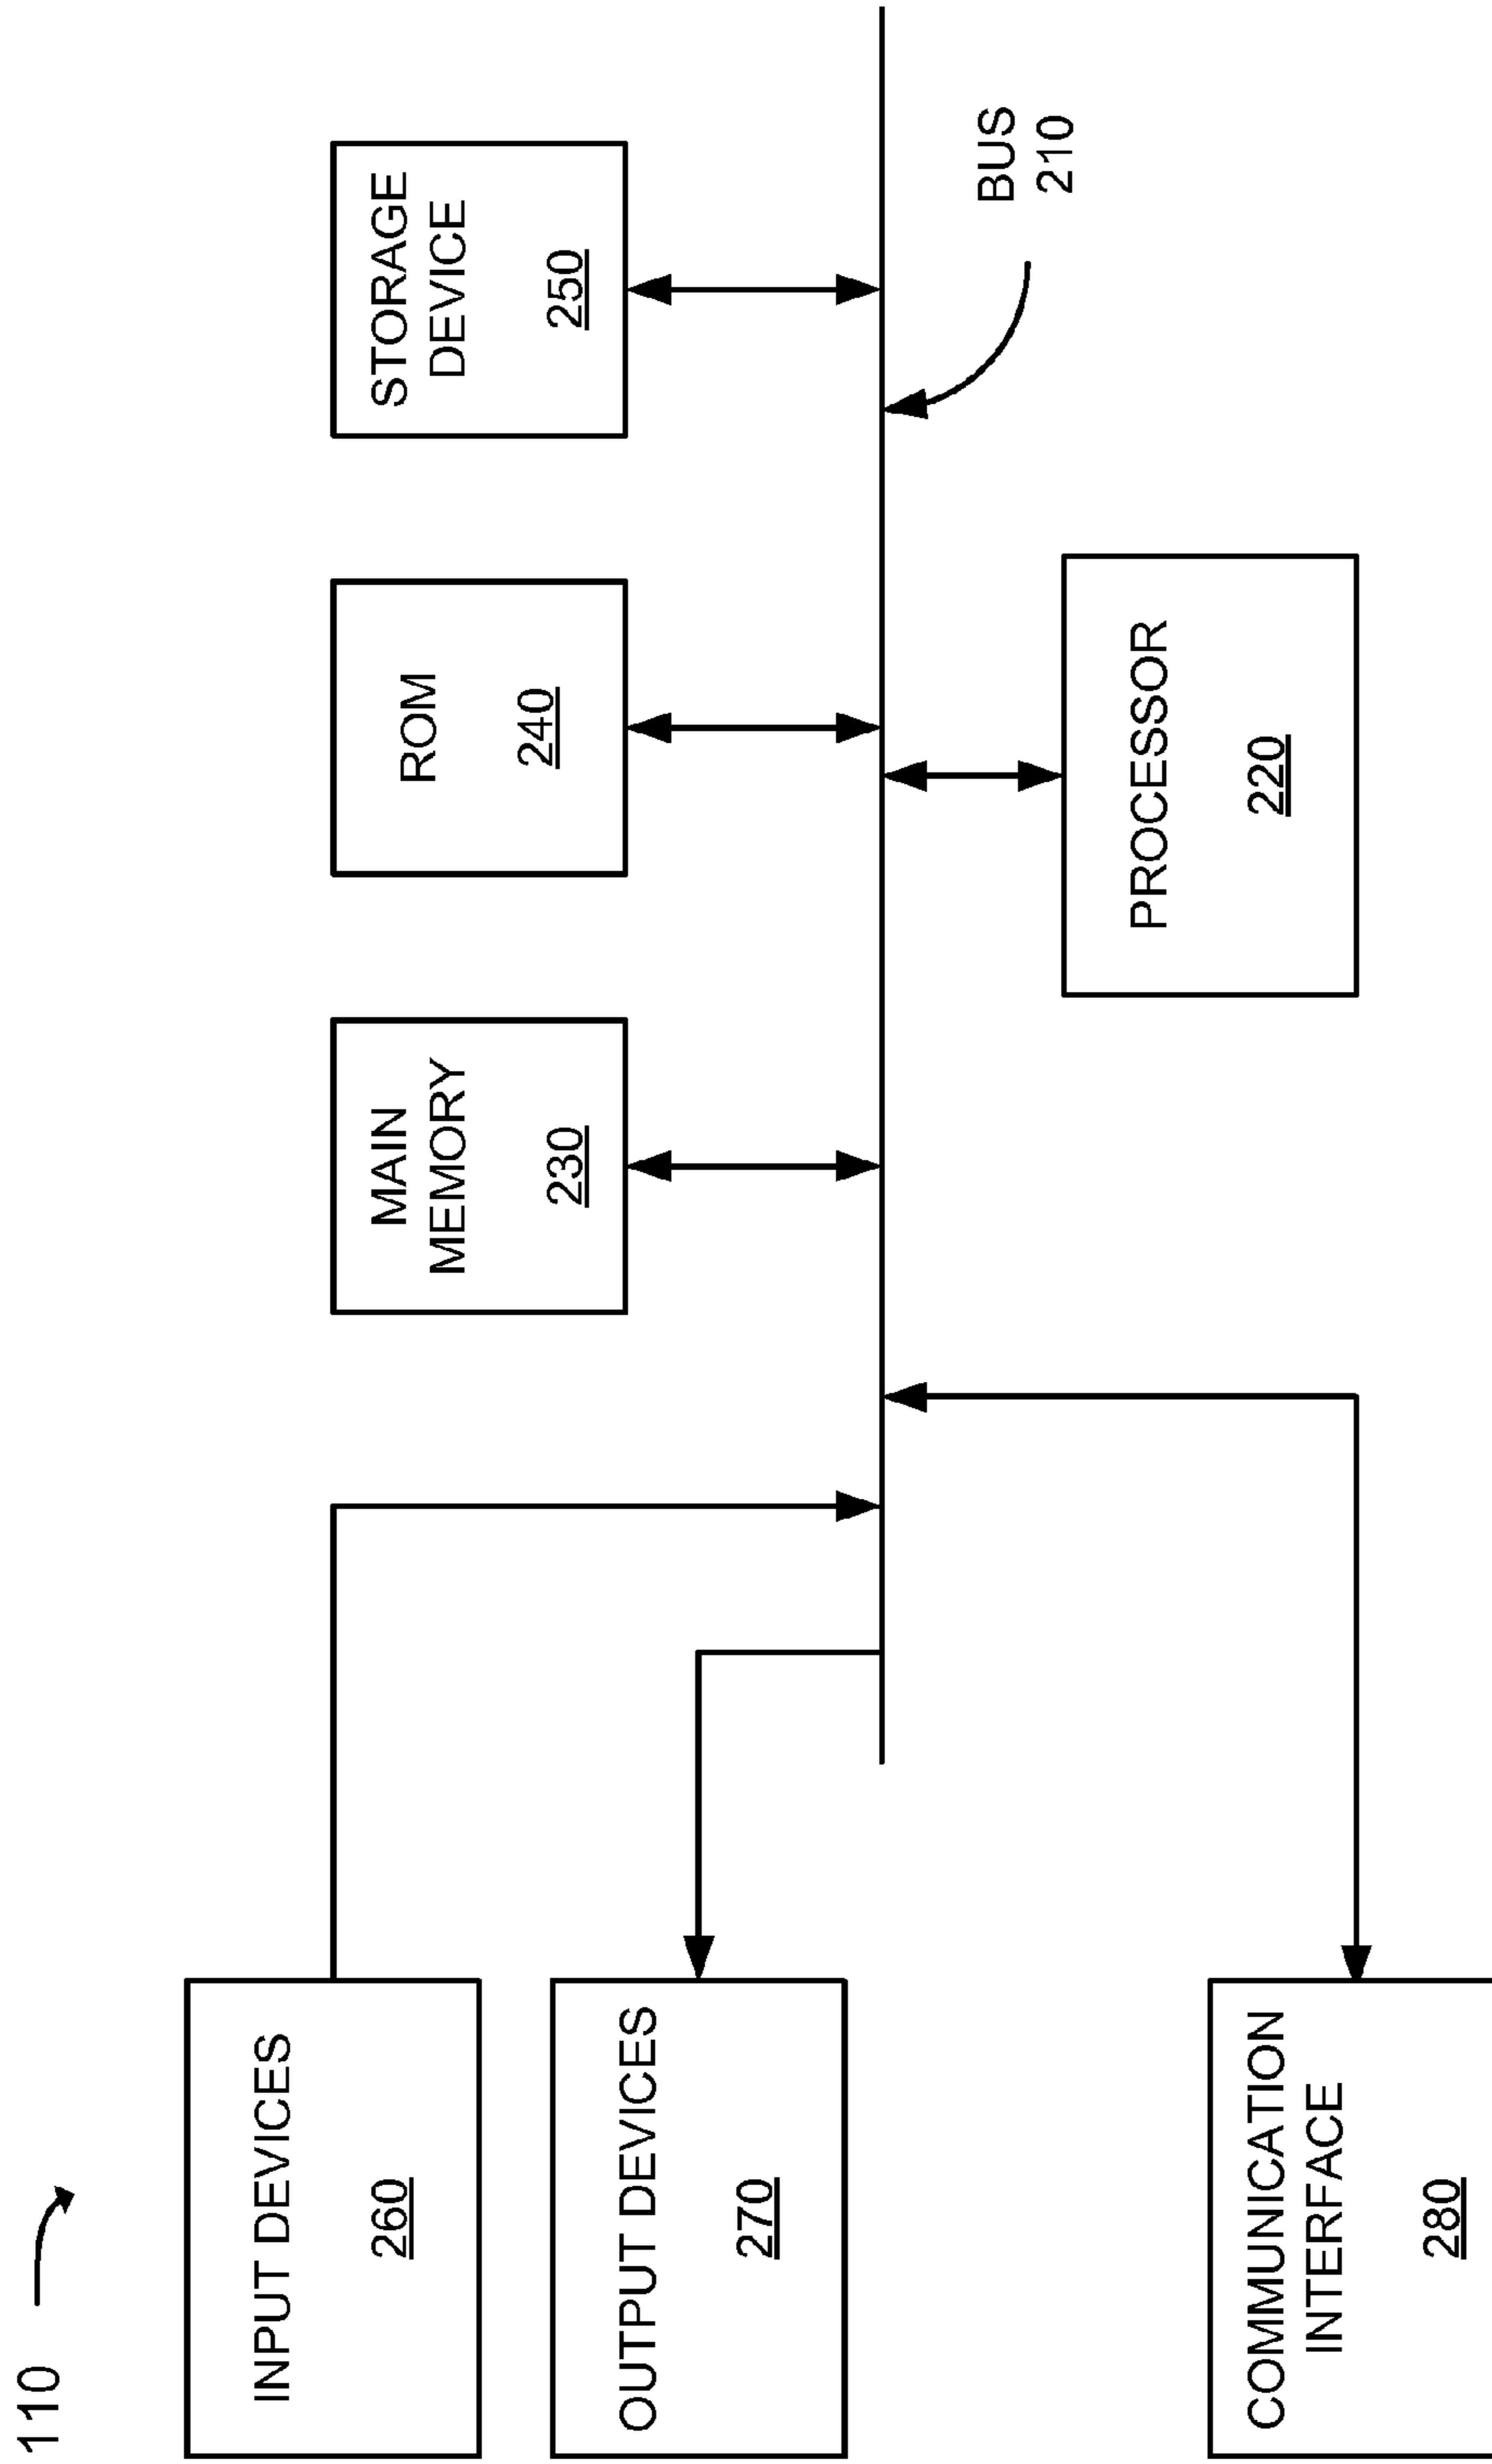 110
INPUT DEVICES
260
MAIN
MEMORY
230
ROM
240
STORAGE
DEVICE
250
OUTPUT DEVICES
270
BUS
210
COMMUNICATION
INTERFACE
280
PROCESSOR
220